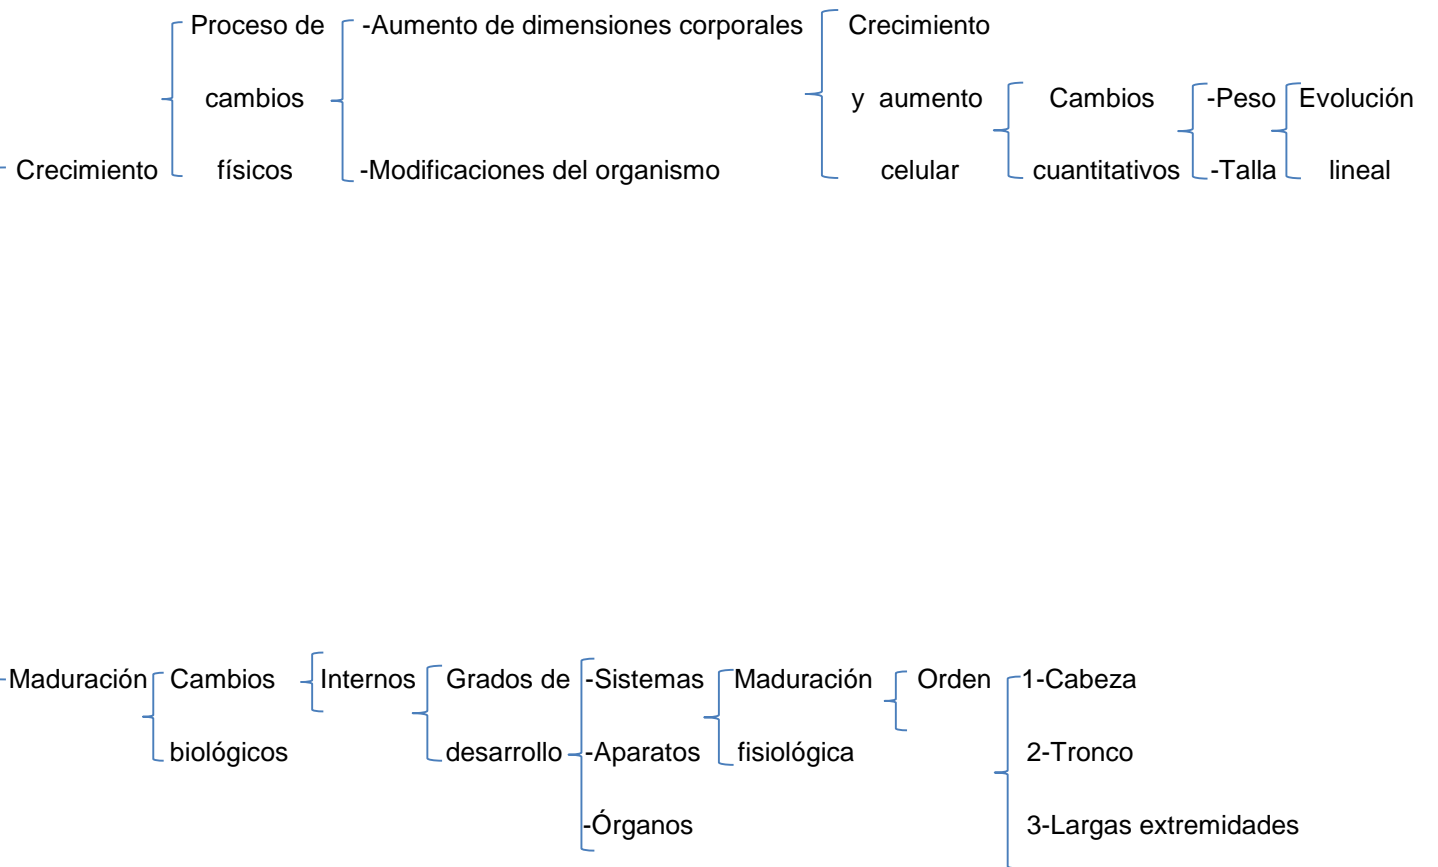 Proceso de -Aumento de dimensiones corporales Crecimiento
cambios y aumento Cambios -Peso Evolución
Crecimiento físicos -Modificaciones del organismo celular cuantitativos -Talla lineal
Maduración Cambios Internos Grados de -Sistemas Maduración Orden 1-Cabeza
biológicos desarrollo -Aparatos fisiológica 2-Tronco
-Órganos 3-Largas extremidades